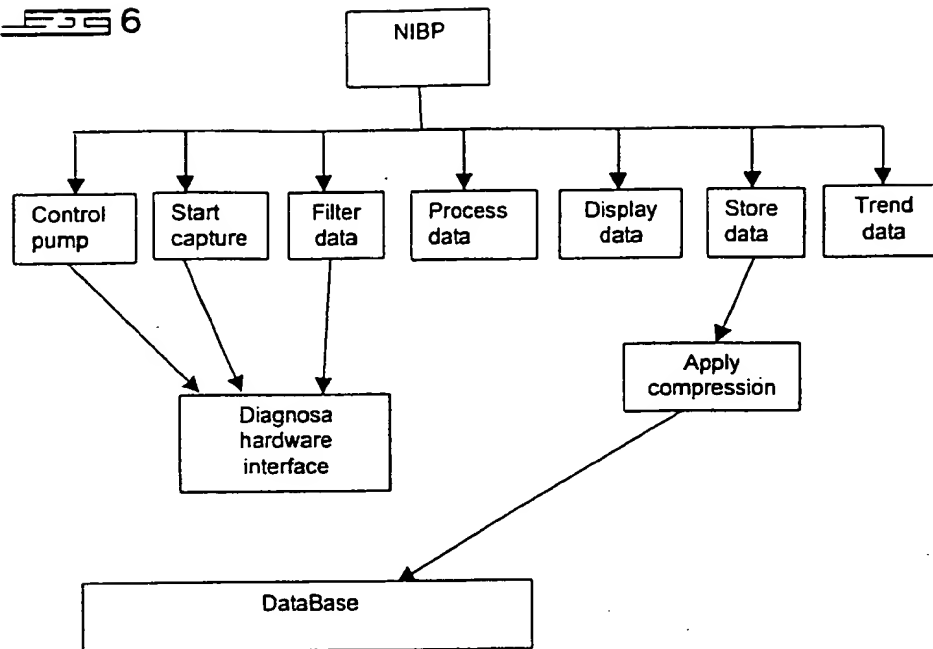 FIG 6
NIBP
Control
pump
Start
capture
Filter
data
Process
data
Display
data
Store
data
Trend
data
Apply
compression
Diagnosa
hardware
interface
DataBase